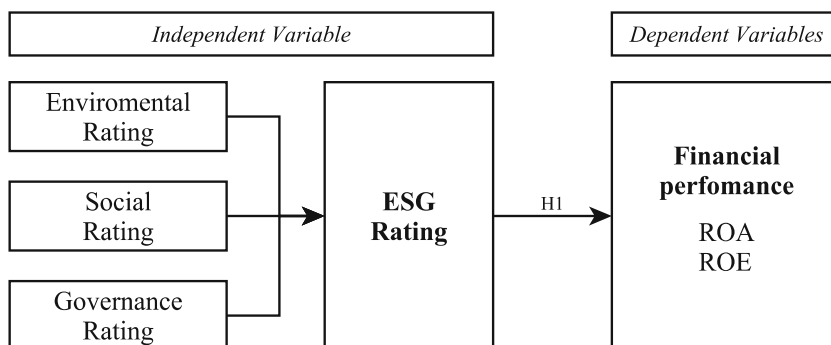 Independent Variable
Dependent Variables
Enviromental
Rating
Social
Rating
Governance
Rating
ESG
Rating
H1
Financial
perfomance
ROA
ROE